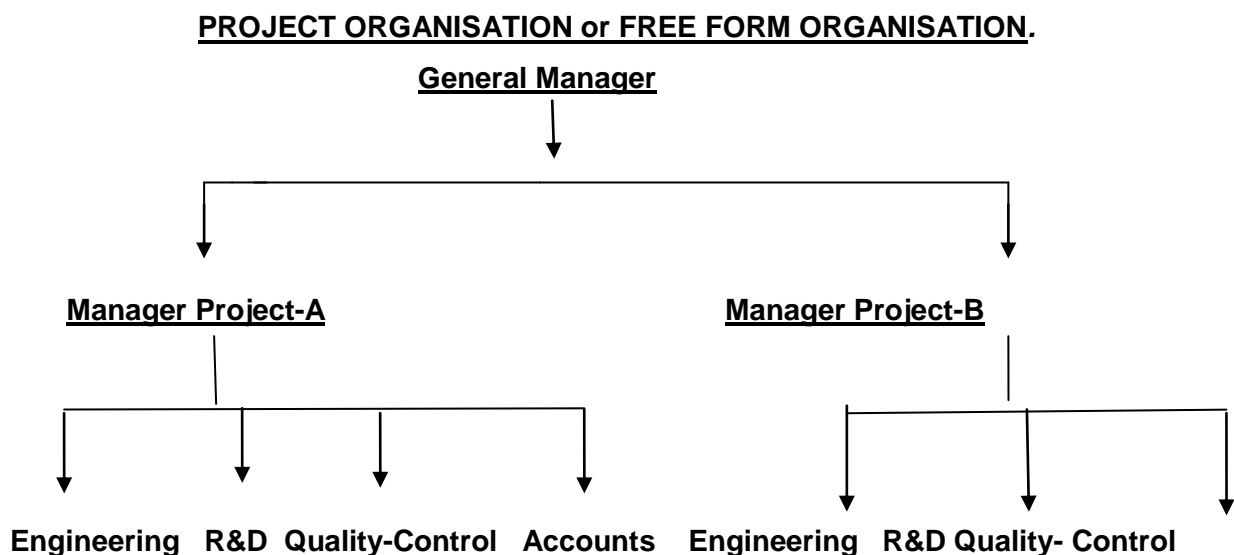 PROJECT ORGANISATION or FREE FORM ORGANISATION.
General Manager
Manager Project-A Manager Project-B
Engineering R&D Quality-Control Accounts Engineering R&D Quality- Control